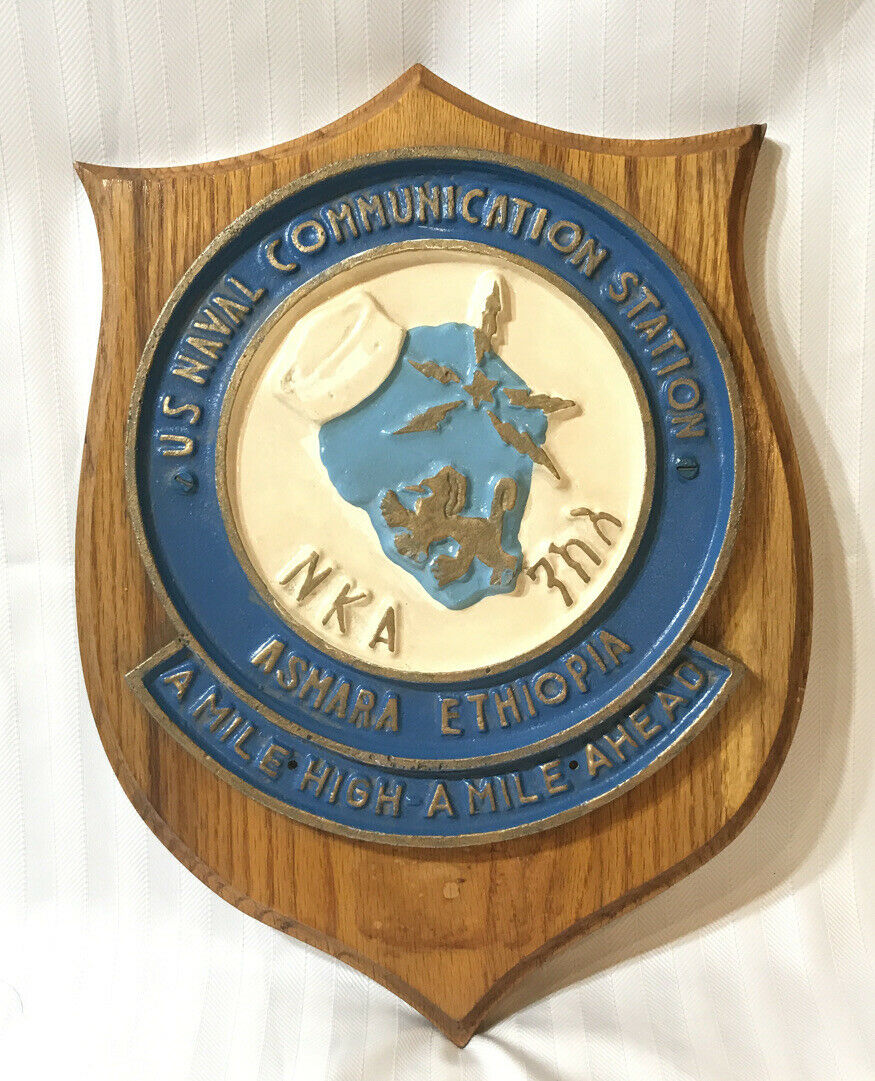 US NAVAL COMMUNICATION STATION
NKA
ASMARA ETHIOPIA
A MILE · HIGH - A MILE · AHEAD